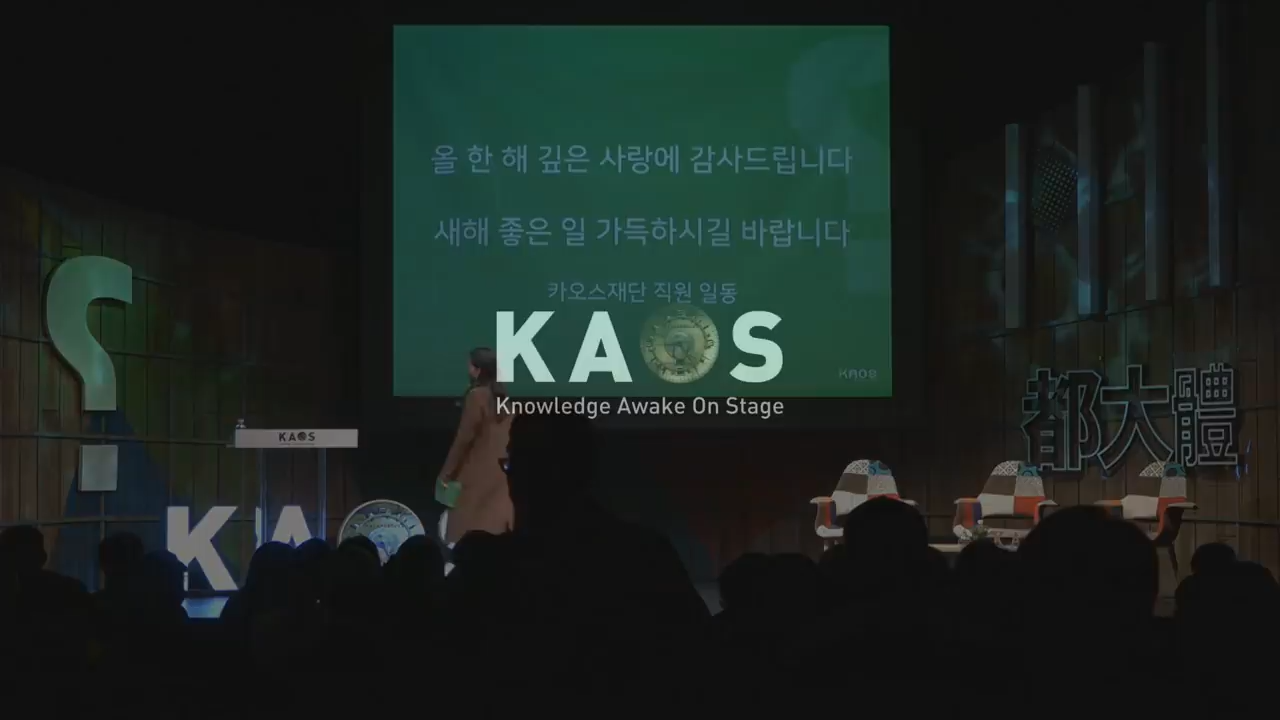 올 한 해 깊은 사랑에 감사드립니다
새해 좋은 일 가득하시길 바랍니다
카오스재단 직원 일동
KAOS
Knowledge Awake On Stage
KAOS
KAOS
KA
都大體